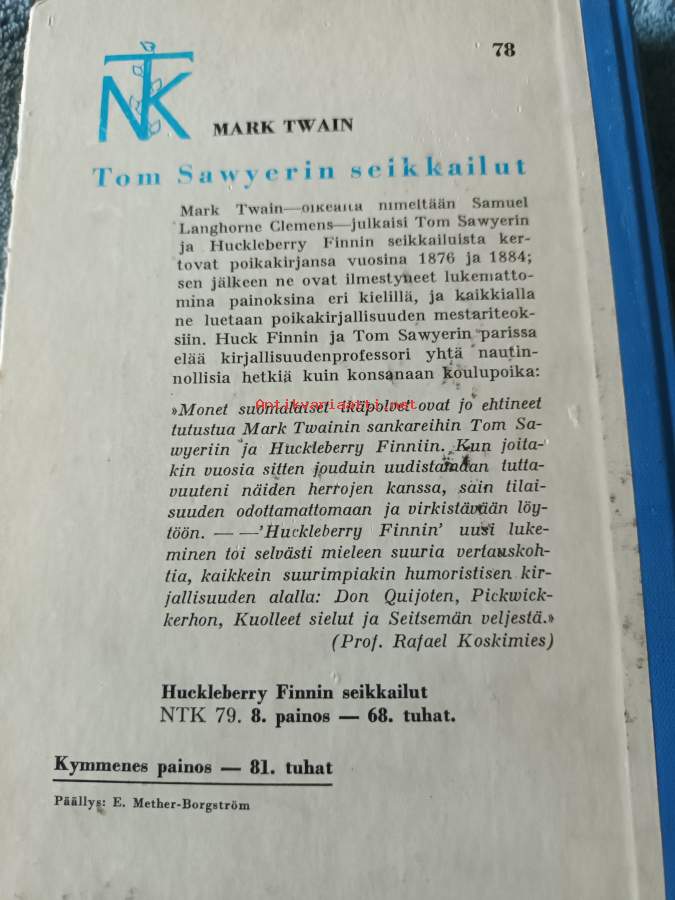 78
NTK
MARK TWAIN
Tom Sawyerin seikkailut
Mark Twain—oikealta nimeltään Samuel
Langhorne Clemens—julkaisi Tom Sawyerin
ja Huckleberry Finnin seikkailuista ker-
tovat poikakirjansa vuosina 1876 ja 1884;
sen jälkeen ne ovat ilmestyneet lukematto-
mina painoksina eri kielillä, ja kaikkialla
ne luetaan poikakirjallisuuden mestariteok-
siin. Huck Finnin ja Tom Sawyerin parissa
elää kirjallisuudenprofessori yhtä nautin-
nollisia hetkiä kuin konsanaan koulupoika:
»Monet suomalaiset ikäpolvet ovat jo ehtineet
Antikvariaatti.net
tutustua Mark Twainin sankareihin Tom Sa-
wyeriin ja Huckleberry Finniin. Kun joita-
kin vuosia sitten jouduin uudistamaan tutta-
vuuteni näiden herrojen kanssa, sain tilai-
suuden odottamattomaan ja virkistävään löy-
töön. — —'Huckleberry Finnin' uusi luke-
minen toi selvästi mieleen suuria vertauskoh-
tia, kaikkein suurimpiakin humoristisen kir-
jallisuuden alalla: Don Quijoten, Pickwick-
kerhon, Kuolleet sielut ja Seitsemän veljestä.»
(Prof. Rafael Koskimies)
Huckleberry Finnin seikkailut
NTK 79. 8. painos — 68. tuhat.
Kymmenes painos — 81. tuhat
Päällys: E. Mether-Borgström